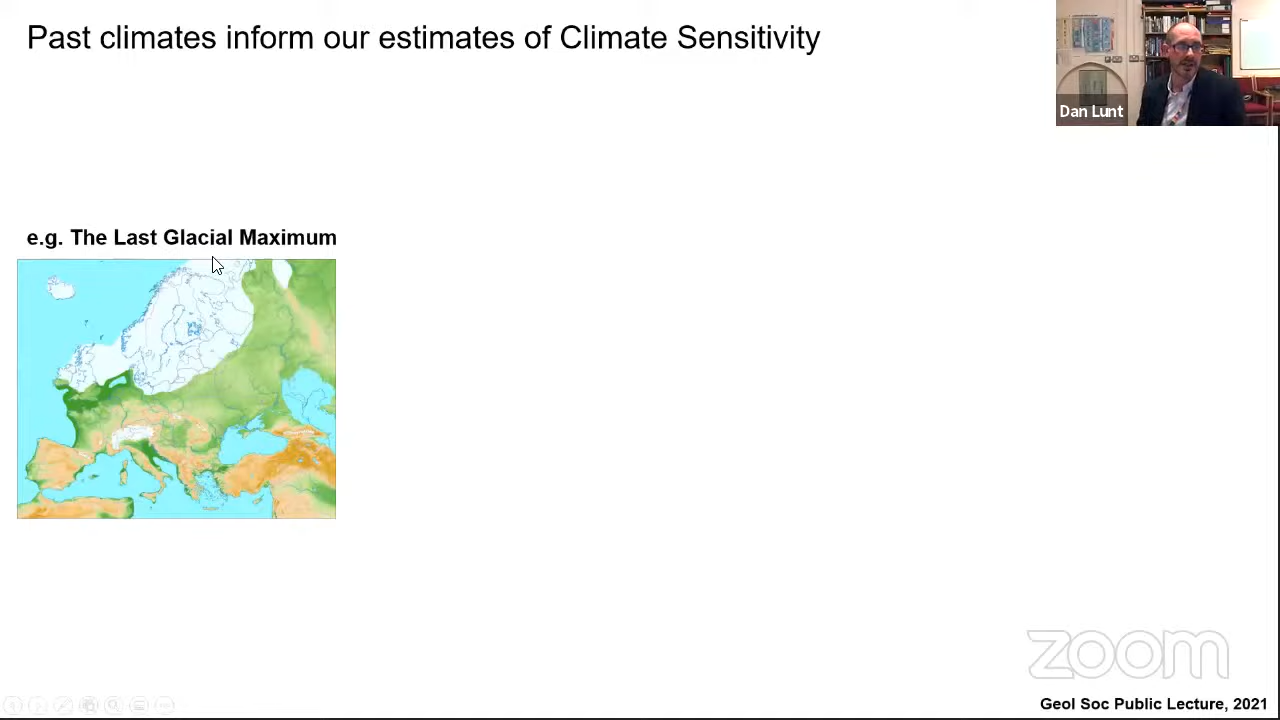 Past climates inform our estimates of Climate Sensitivity
Dan Lunt
e.g. The Last Glacial Maximum
zoom
Geol Soc Public Lecture, 2021